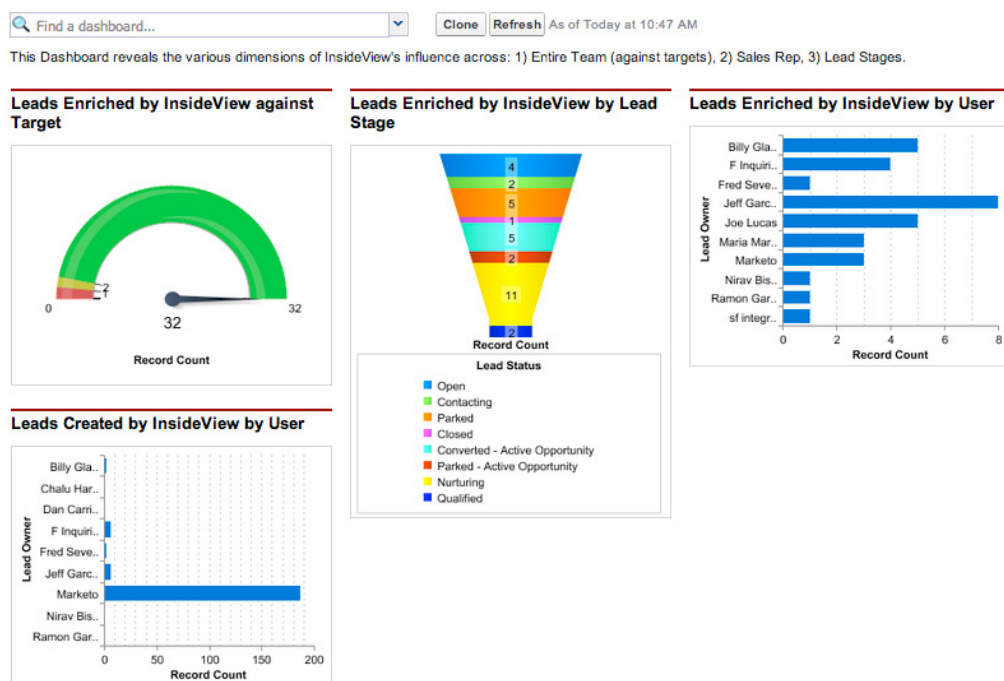 Find a dashboard...
Clone Refresh As of Today at 10:47 AM
This Dashboard reveals the various dimensions of InsideView's influence across: 1) Entire Team (against targets), 2) Sales Rep, 3) Lead Stages.
Leads Enriched by InsideView against
Target
0
1
2
32
32
Record Count
Leads Enriched by InsideView by Lead
Stage
4
2
5
1
5
2
11
2
Record Count
Lead Status
Open
Contacting
Parked
Closed
Converted - Active Opportunity
Parked - Active Opportunity
Nurturing
Qualified
Leads Enriched by InsideView by User
Lead Owner
Billy Gla..
F Inquiri..
Fred Seve..
Jeff Garc..
Joe Lucas
Maria Mar..
Marketo
Nirav Bis..
Ramon Gar..
sf integr..
0 2 4 6 8
Record Count
Leads Created by InsideView by User
Lead Owner
Billy Gla..
Chalu Har..
Dan Carri..
F Inquiri..
Fred Seve..
Jeff Garc..
Marketo
Nirav Bis..
Ramon Gar..
0 50 100 150 200
Record Count